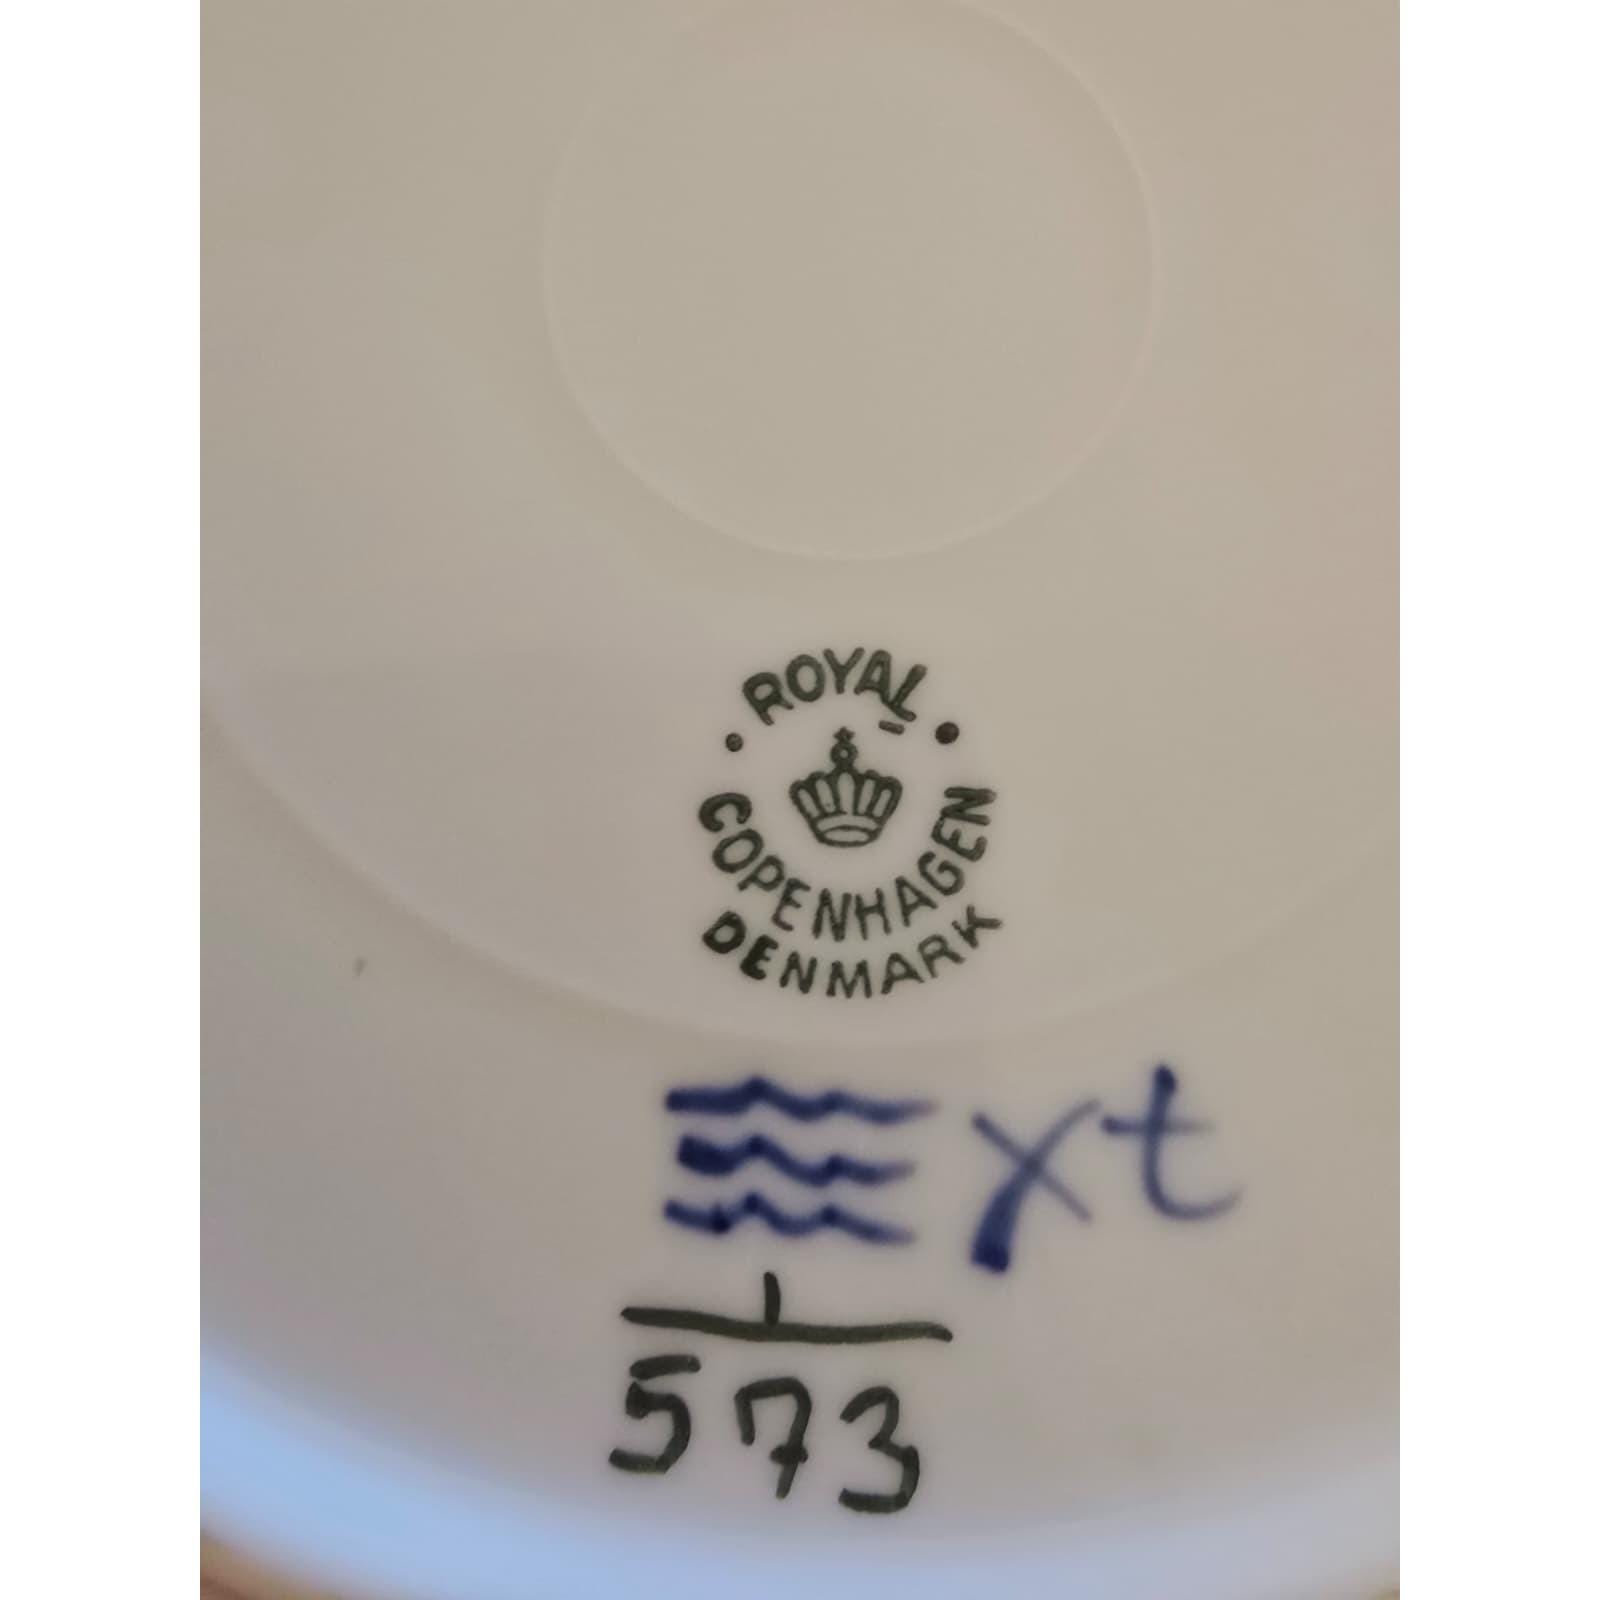 ROYAL
COPENHAGEN
DENMARK
xt
1
573